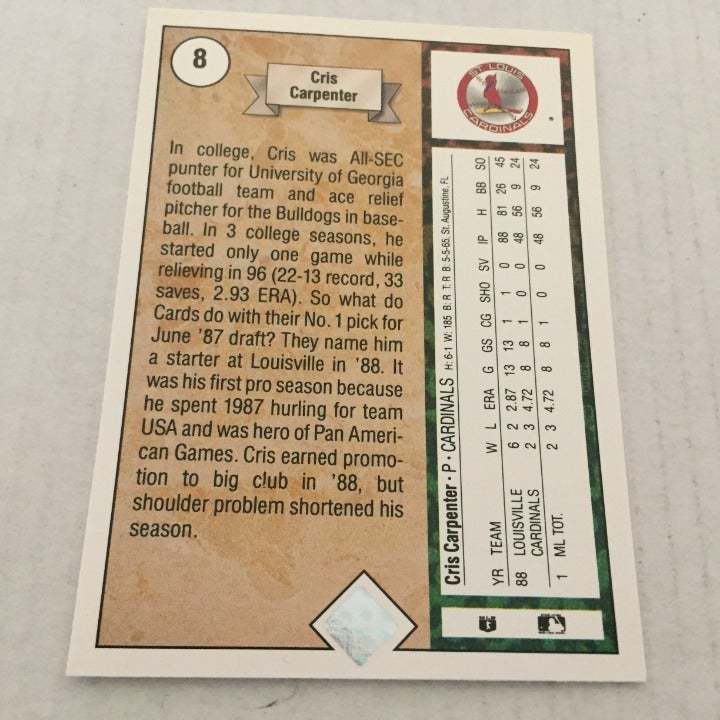 8
Cris
Carpenter
In college, Cris was All-SEC
punter for University of Georgia
football team and ace relief
pitcher for the Bulldogs in base-
ball. In 3 college seasons, he
started only one game while
relieving in 96 (22-13 record, 33
saves, 2.93 ERA). So what do
Cards do with their No. 1 pick for
June '87 draft? They name him
a starter at Louisville in '88. It
was his first pro season because
he spent 1987 hurling for team
USA and was hero of Pan Ameri-
can Games. Cris earned promo-
tion to big club in '88, but
shoulder problem shortened his
season.
ST. LOUIS
CARDINALS
Cris Carpenter · P · CARDINALS H: 6-1 W: 185 B: R T: R B: 5-5-65, St. Augustine, FL
YR TEAM W L ERA G GS CG SHO SV IP H BB SO
88 LOUISVILLE 6 2 2.87 13 13 1 1 0 88 81 26 45
CARDINALS 2 3 4.72 8 8 1 0 0 48 56 9 24
1 ML TOT. 2 3 4.72 8 8 1 0 0 48 56 9 24